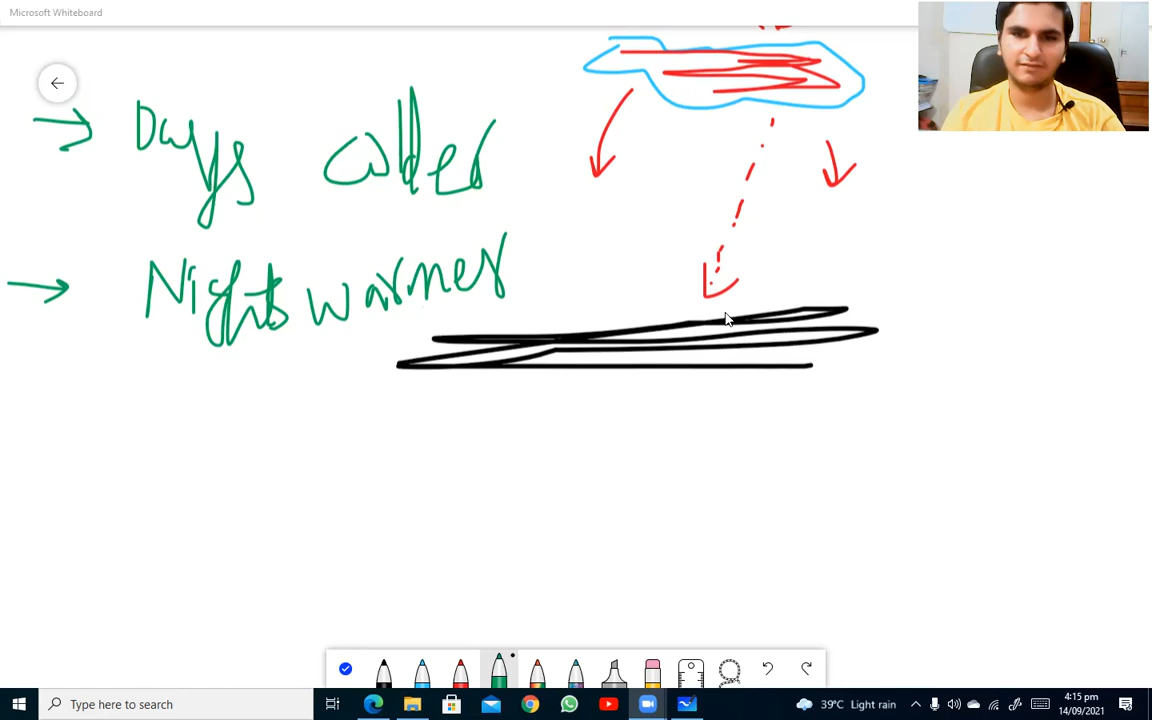 Microsoft Whiteboard
→ Days colder
→ Nights warmer
Type here to search
39°C Light rain
4:15 pm
14/09/2021